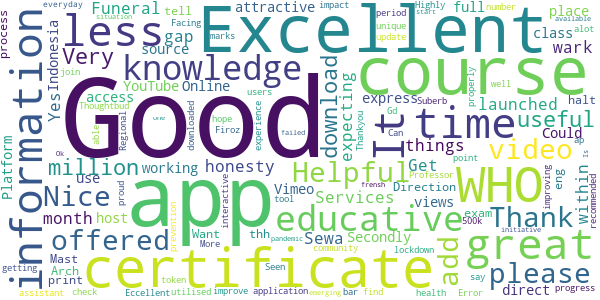 Good
Excellent
app
course
certificate
WHO
information
time
It
less
knowledge
great
educative
Helpful
Nice
offered
Thank
please
useful
video
add
million
download
Very
month
honesty
Services
Funeral
YouTube
Online
Vimeo
Sewa
Secondly
Direction
Get
things
express
expecting
launched
Could
attractive
source
gap
access
working
use
host
Yes
Indonesia
Platform
process
everyday
Facing
tell
full
place
class
wark
halt
within
direct
exam
eng
views
print
Mast
Arch
Want
thh
More
Seen
token
check
assistant
getting
Eccellent
utilised
improve
application
bar
find
community
lockdown
pandemic
tool
interactive
prevention
proud
able
Thoughtbud
join
situation
Regional
downloaded
Firoz
hope
users
experience
failed
Thankyou
period
impact
marks
Highly
start
unique
update
number
available
alot
well
properly
Suberb
Gd
Can
point
Professor
frensh
500k
initiative
improving
ap
Is
recommended
say
progress
health
Error
emerging
Ok